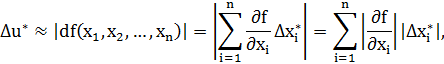 Δu* ≈ |df(x₁,x₂, …,xₙ)| = |∑ᵢ₌₁ⁿ ∂f/∂xᵢ Δxᵢ*| = ∑ᵢ₌₁ⁿ |∂f/∂xᵢ| |Δxᵢ*|,